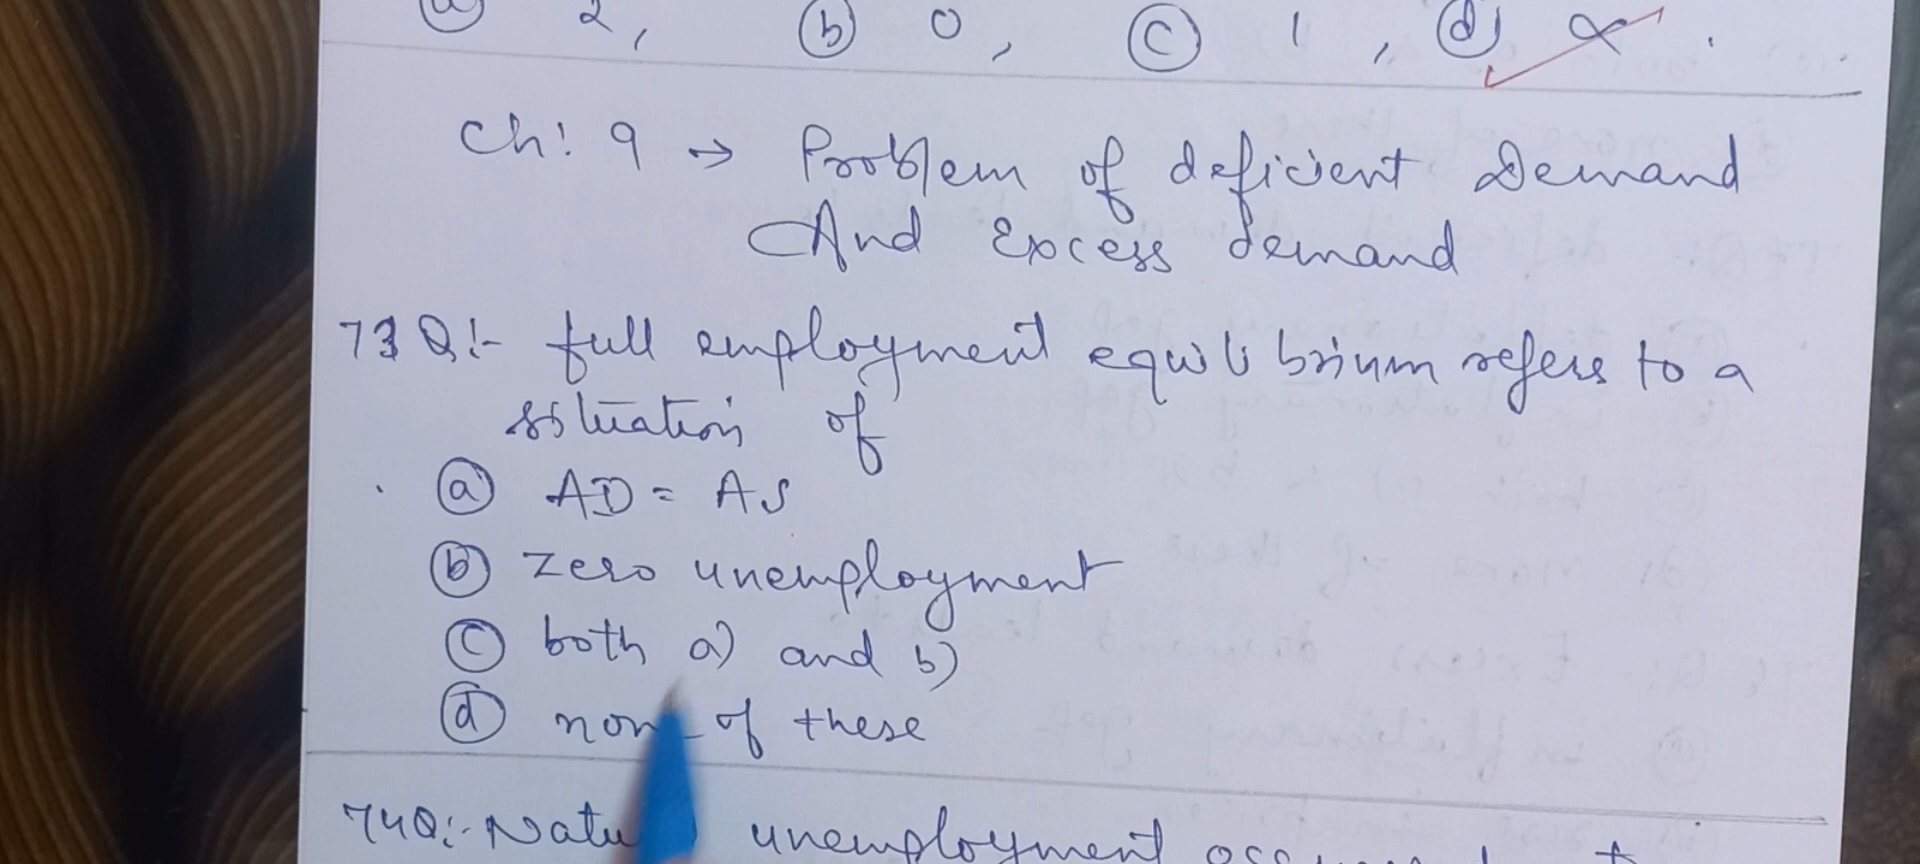 (a) 2, (b) 0, (c) 1, (d) ∝.
Ch: 9 → Problem of deficient Demand
And Excess demand
73 Q:- full employment equilibrium refers to a
situation of
(a) AD = AS
(b) zero unemployment
(c) both a) and b)
(d) of these
74Q:- unemployment